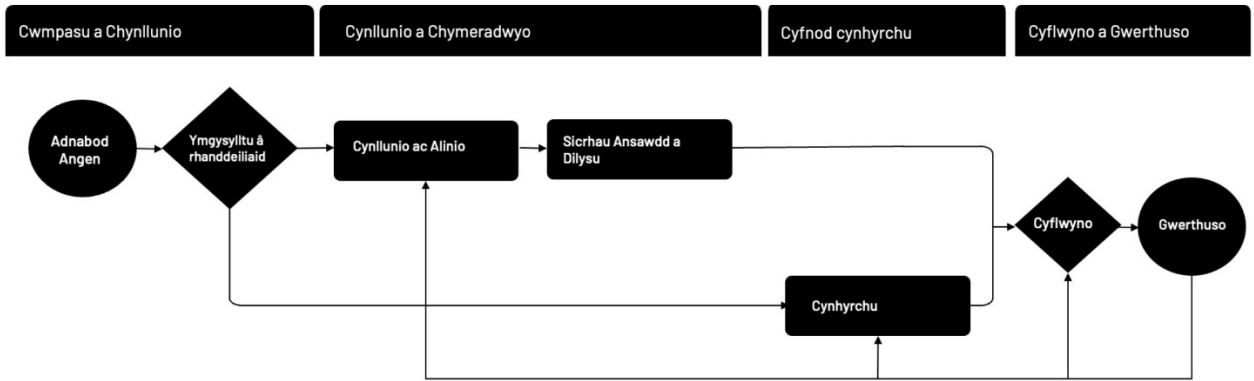 Cwmpasu a Chynllunio
Cynllunio a Chymeradwyo
Cyfnod cynhyrchu
Cyflwyno a Gwerthuso
Adnabod
Angen
Ymgysylltu â
rhanddeiliaid
Cynllunio ac Alinio
Sicrhau Ansawdd a
Dilysu
Cyflwyno
Gwerthuso
Cynhyrchu